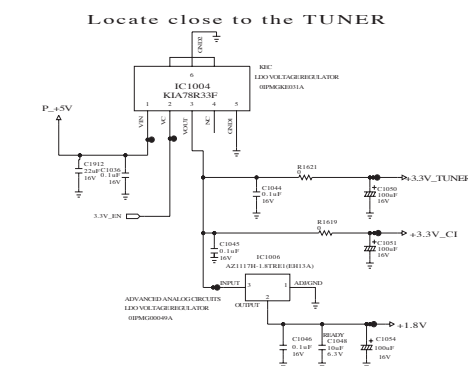 Locate close to the TUNER
GND2
6
KEC
LDO VOLTAGE REGULATOR
0IPMGKE031A
IC1004
KIA78R33F
P_+5V
1 2 3 4 5
VIN
VC
VOUT
NC
GND1
C1912
22uF
16V
C1036
0.1uF
16V
3.3V_EN
C1044
0.1uF
16V
R1621
0
+3.3V_TUNER
C1050
100uF
16V
R1619
0
+3.3V_CI
C1045
0.1uF
16V
C1051
100uF
16V
IC1006
AZ1117H-1.8TRE1(EH13A)
INPUT
3
1
ADJ/GND
2
OUTPUT
ADVANCED ANALOG CIRCUITS
LDO VOLTAGE REGULATOR
0IPMG00049A
+1.8V
C1046
0.1uF
16V
READY
C1048
10uF
6.3V
C1054
100uF
16V